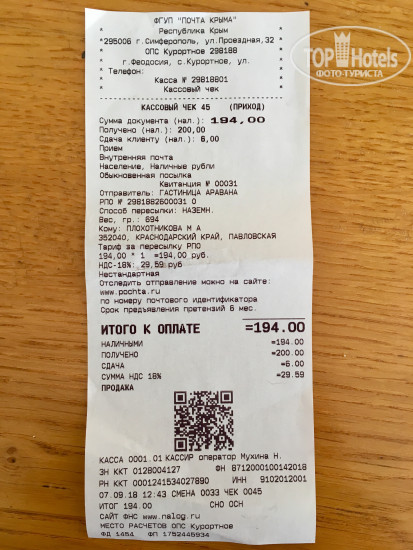 ФГУП "ПОЧТА КРЫМА"
* Республика Крым *
*295006 г.Симферополь, ул.Проездная,32 *
* ОПС Курортное 298188 *
* г.Феодосия, с.Курортное, ул. *
* Телефон: *
* Касса № 29818801 *
* Кассовый чек *
КАССОВЫЙ ЧЕК 45 (ПРИХОД)
Сумма документа (нал.): 194,00
Получено (нал.): 200,00
Сдача клиенту (нал.): 6,00
Прием
Внутренняя почта
Население, Наличные рубли
Обыкновенная посылка
Квитанция № 00031
Отправитель: ГАСТИНИЦА АРАВАНА
РПО № 2981882600031 0
Способ пересылки: НАЗЕМН.
Вес, гр.: 694
Кому: ПЛОХОТНИКОВА М А
352040, КРАСНОДАРСКИЙ КРАЙ, ПАВЛОВСКАЯ
Тариф за пересылку РПО
194,00 * 1 =194,00 руб.
НДС-18%: 29,59 руб
Нестандартная
Отследить отправление можно на сайте:
www.pochta.ru
по номеру почтового идентификатора
Срок предъявления претензий 6 мес.
ИТОГО К ОПЛАТЕ =194.00
НАЛИЧНЫМИ =194.00
ПОЛУЧЕНО =200.00
СДАЧА =6.00
СУММА НДС 18% =29.59
ПРОДАЖА
КАССА 0001.01 КАССИР оператор Мухина Н.
ЗН ККТ 0128004127 ФН 8712000100142018
РН ККТ 0001241534027890 ИНН 9102012001
07.09.18 12:43 СМЕНА 0033 ЧЕК 0045
ИТОГ 194.00 СНО ОСН
САЙТ ФНС www.nalog.ru
МЕСТО РАСЧЕТОВ ОПС Курортное
ФД 1454 ФП 1752445934
TOPHotels
ФОТО-ТУРИСТА